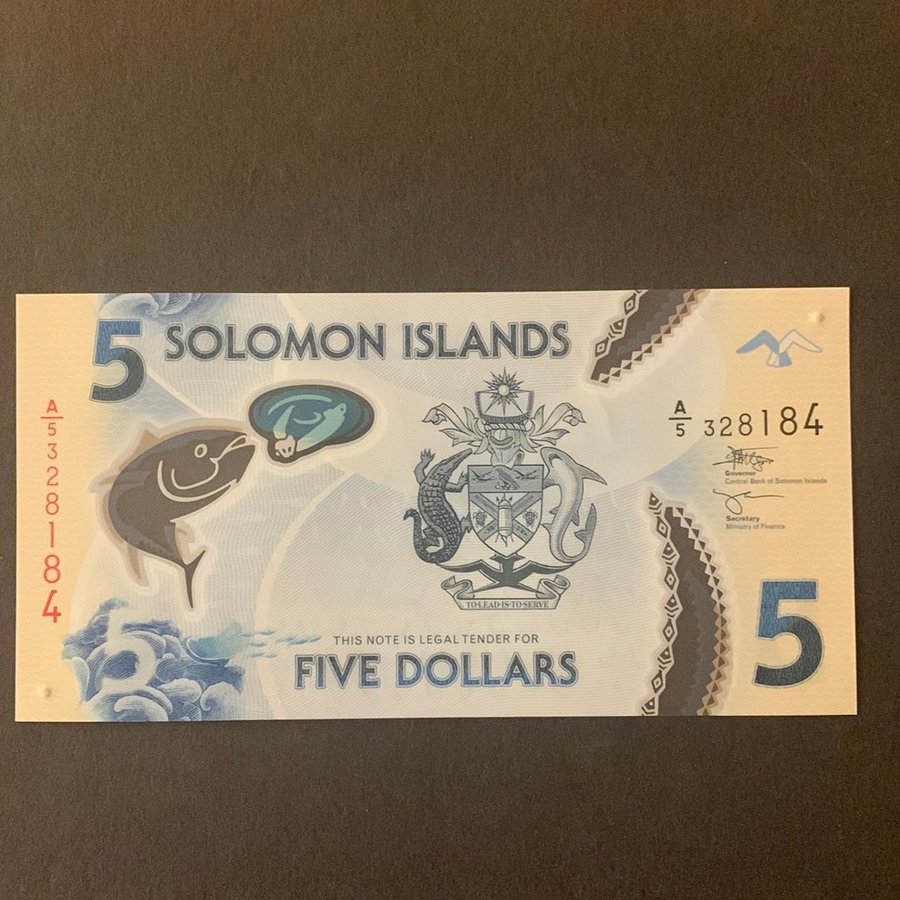 5 SOLOMON ISLANDS
A/5 328184
A/5 328184
Governor
Central Bank of Solomon Islands
Secretary
Ministry of Finance
TO·LEAD·IS·TO·SERVE
THIS NOTE IS LEGAL TENDER FOR
FIVE DOLLARS
5
5